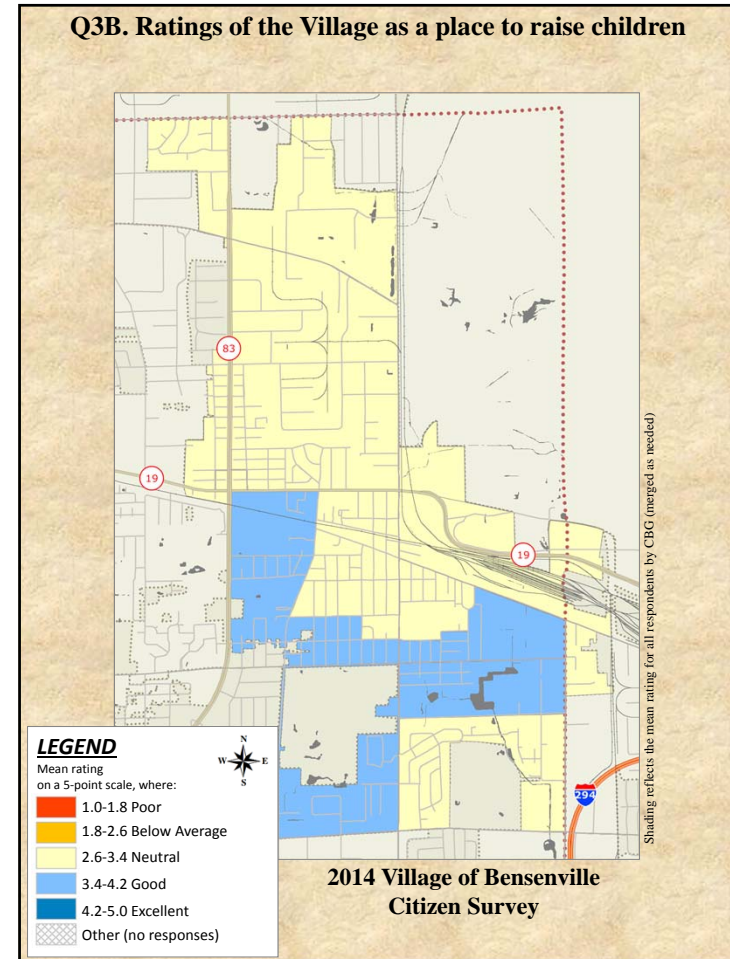 Q3B. Ratings of the Village as a place to raise children
83
19
19
294
Shading reflects the mean rating for all respondents by CBG (merged as needed)
LEGEND
Mean rating
on a 5-point scale, where:
N
W
E
S
1.0-1.8 Poor
1.8-2.6 Below Average
2.6-3.4 Neutral
3.4-4.2 Good
4.2-5.0 Excellent
Other (no responses)
2014 Village of Bensenville
Citizen Survey